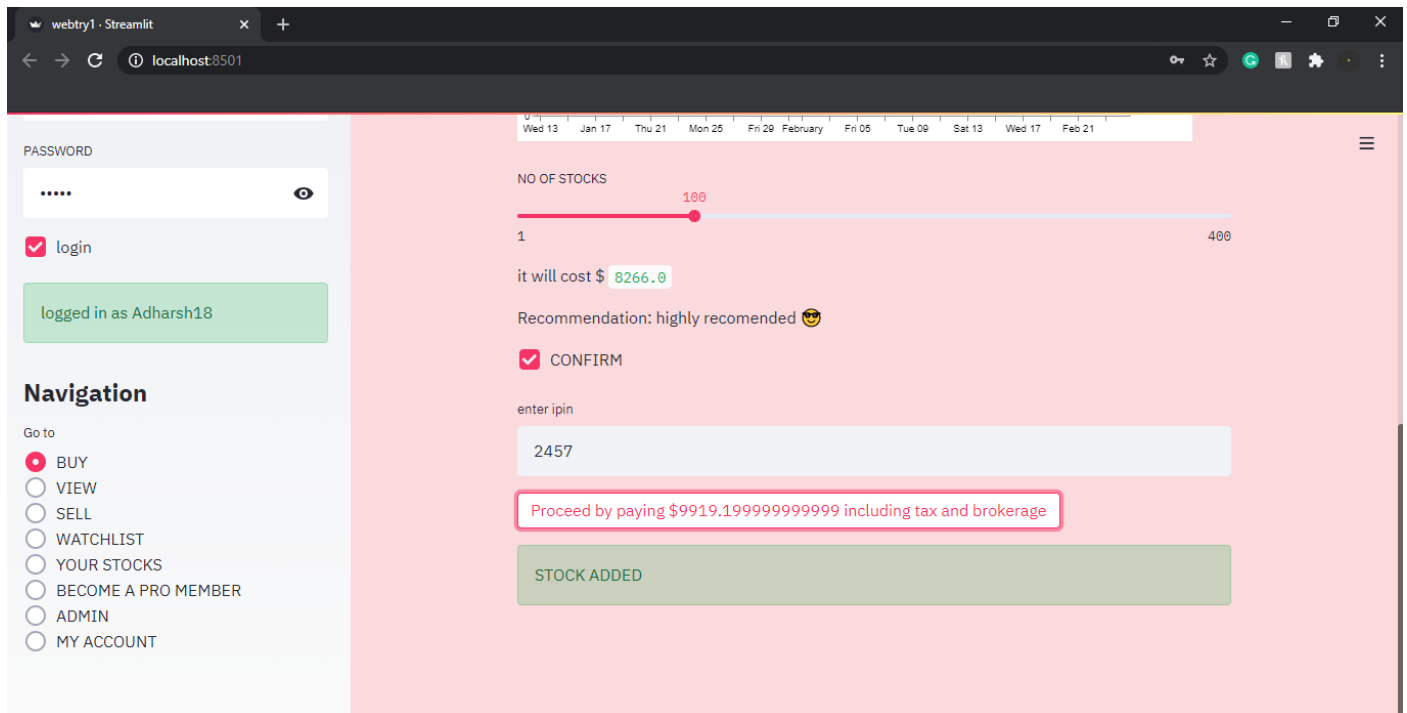 webtry1 · Streamlit
localhost:8501
PASSWORD
•••••
login
logged in as Adharsh18
Navigation
Go to
BUY
VIEW
SELL
WATCHLIST
YOUR STOCKS
BECOME A PRO MEMBER
ADMIN
MY ACCOUNT
0
Wed 13 Jan 17 Thu 21 Mon 25 Fri 29 February Fri 05 Tue 09 Sat 13 Wed 17 Feb 21
NO OF STOCKS
100
1 400
it will cost $ 8266.0
Recommendation: highly recomended 😎
CONFIRM
enter ipin
2457
Proceed by paying $9919.199999999999 including tax and brokerage
STOCK ADDED